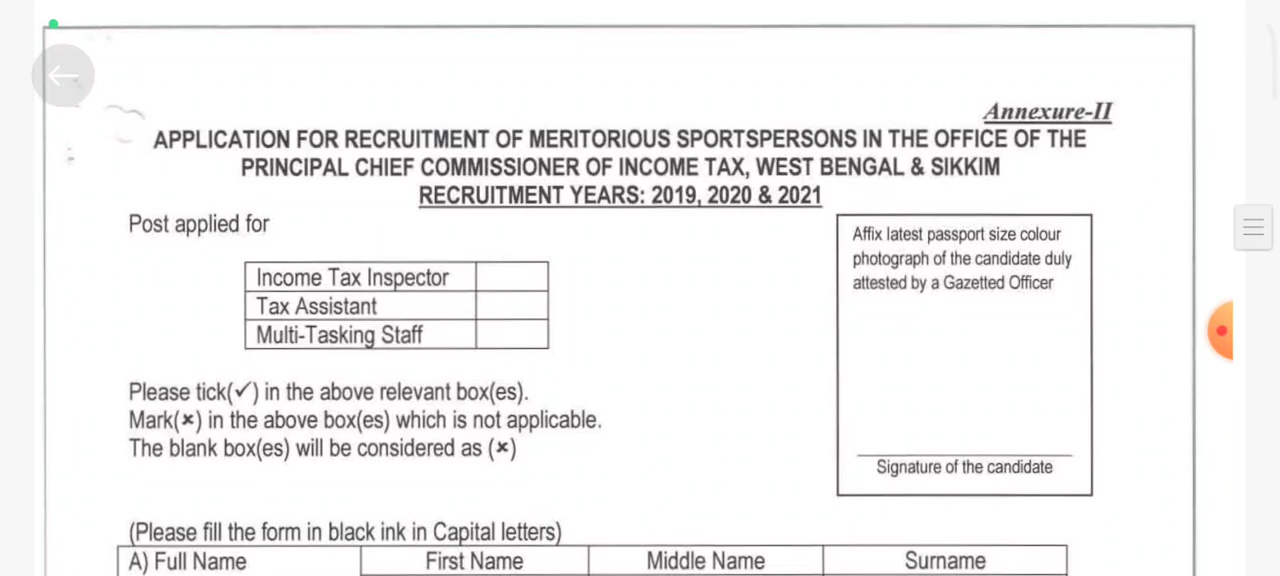 Annexure-II
APPLICATION FOR RECRUITMENT OF MERITORIOUS SPORTSPERSONS IN THE OFFICE OF THE
PRINCIPAL CHIEF COMMISSIONER OF INCOME TAX, WEST BENGAL & SIKKIM
RECRUITMENT YEARS: 2019, 2020 & 2021
Post applied for
Income Tax Inspector
Tax Assistant
Multi-Tasking Staff
Affix latest passport size colour
photograph of the candidate duly
attested by a Gazetted Officer
Signature of the candidate
Please tick(✓) in the above relevant box(es).
Mark(×) in the above box(es) which is not applicable.
The blank box(es) will be considered as (×)
(Please fill the form in black ink in Capital letters)
A) Full Name First Name Middle Name Surname